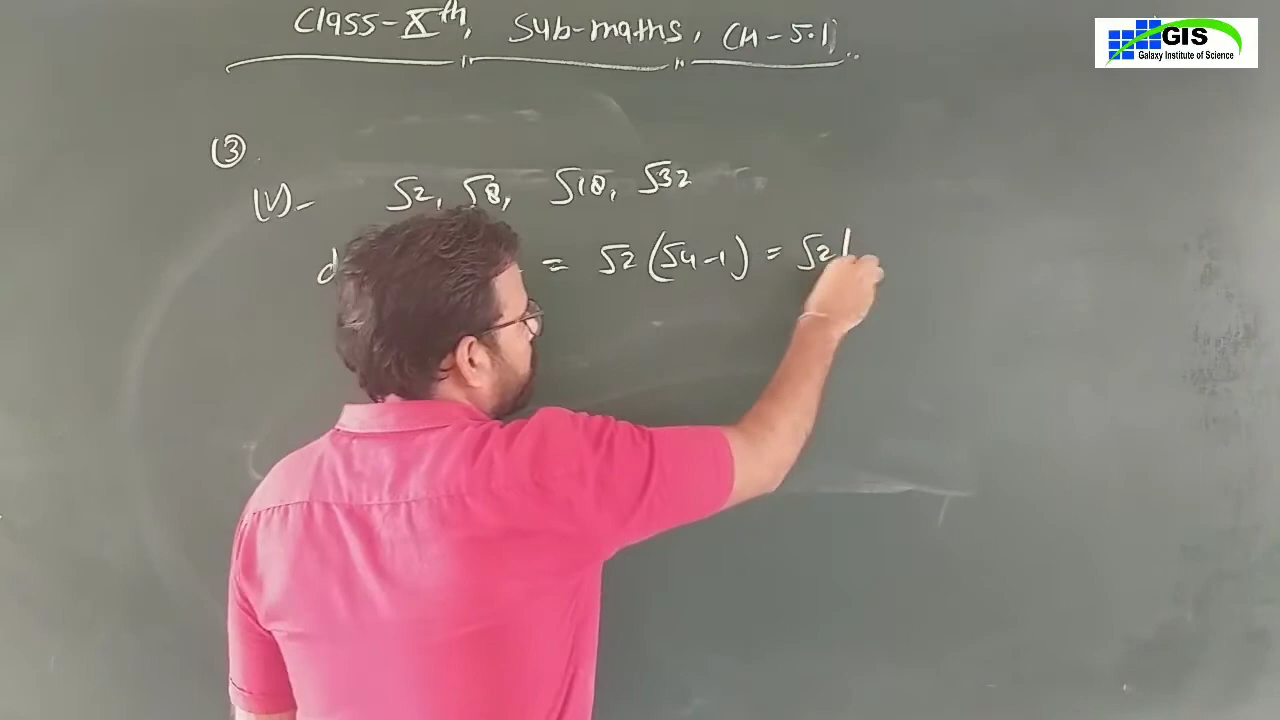 Class-Xth, Sub-maths, CH-5.1
GIS
Galaxy Institute of Science
(3)
(v)- √2, √8, √18, √32
d = √2(√4-1) = √2(